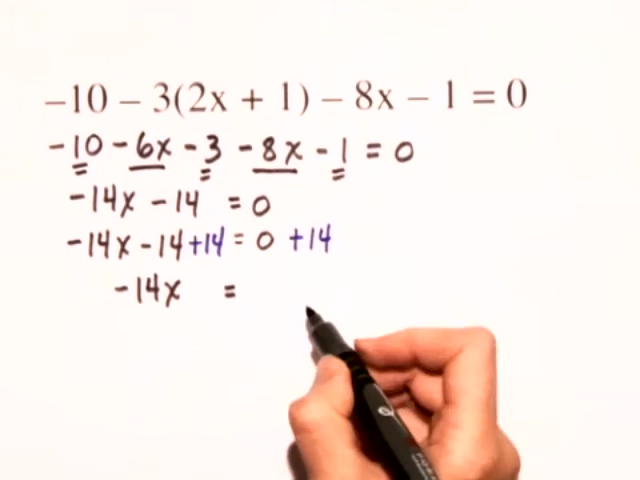 −10 − 3(2x + 1) − 8x − 1 = 0
-10 -6x -3 -8x -1 = 0
-14x -14 = 0
-14x -14 +14 = 0 +14
-14x =